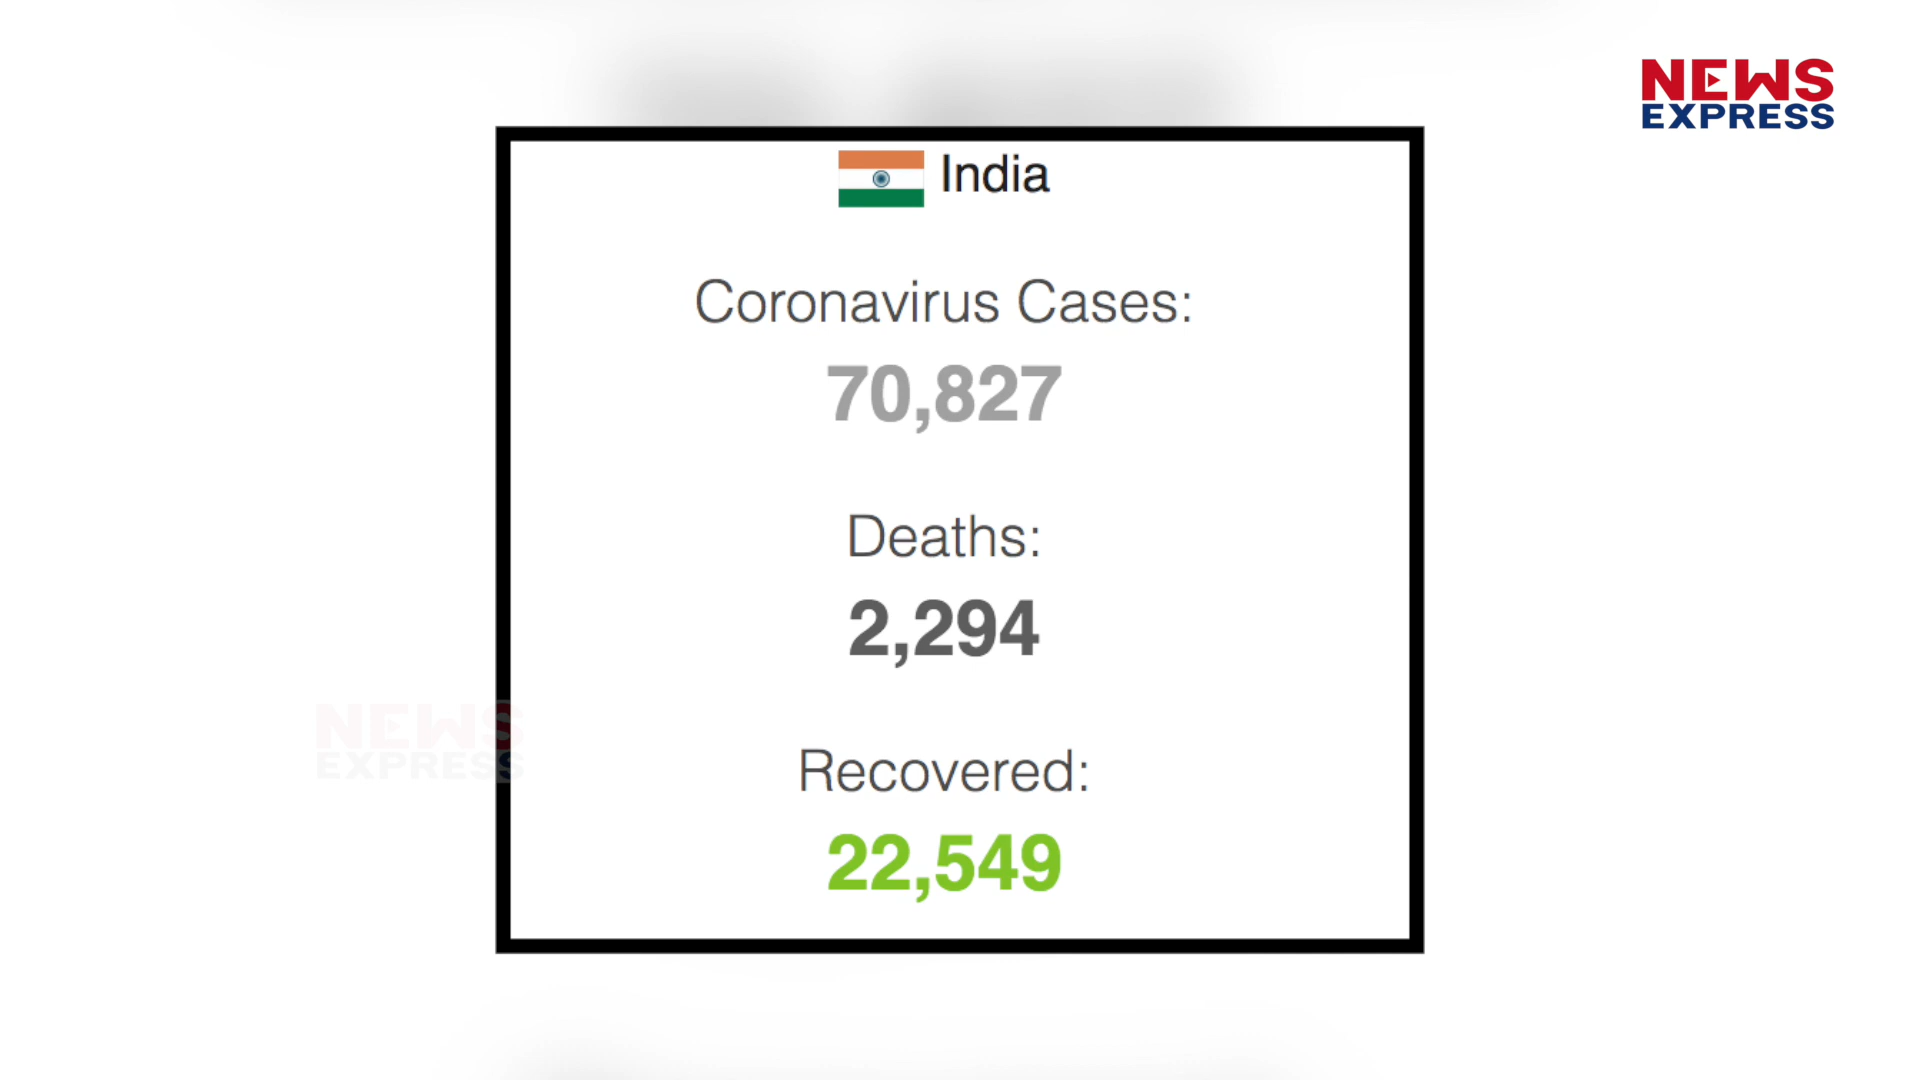 NEWS
EXPRESS
India
Coronavirus Cases:
70,827
Deaths:
2,294
Recovered:
22,549
NEWS
EXPRESS